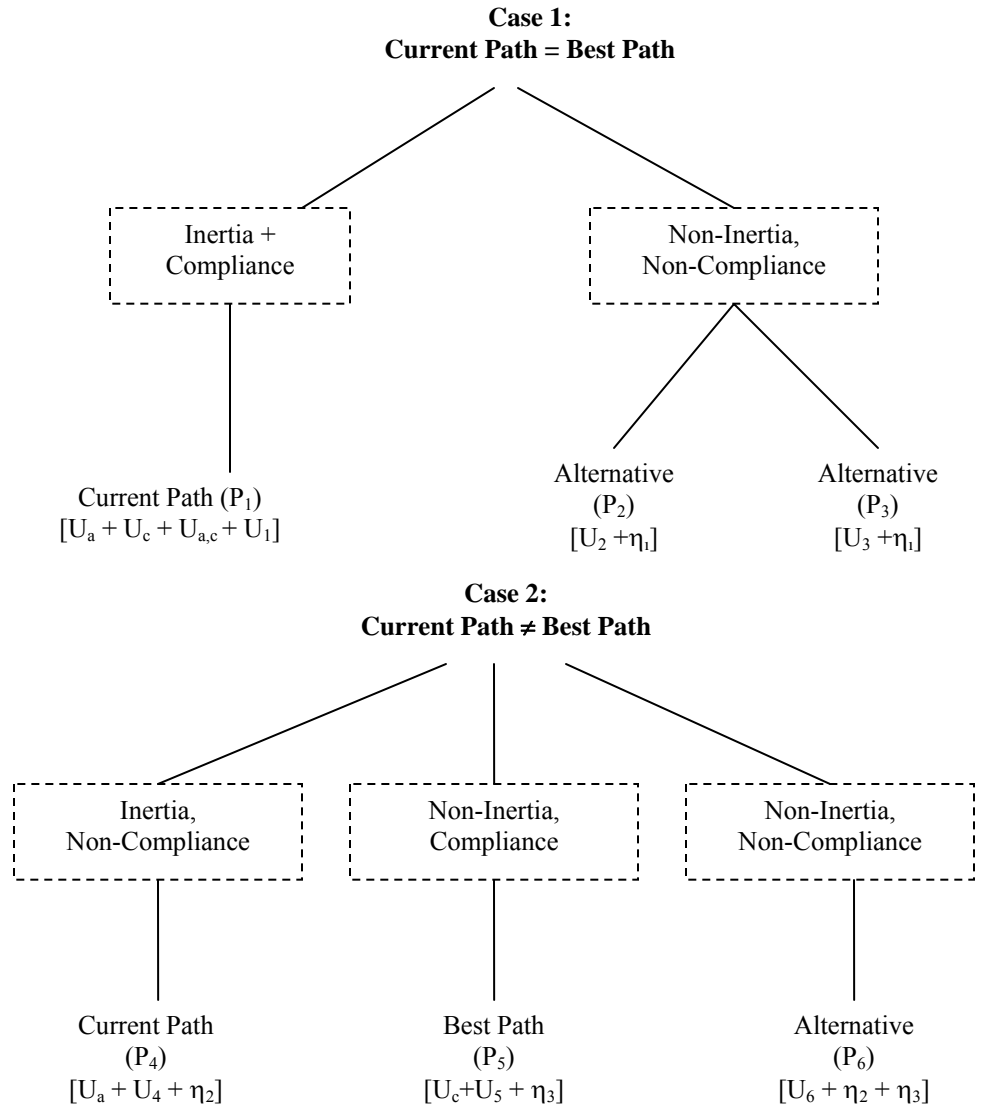 Case 1:
Current Path = Best Path
Inertia +
Compliance
Non-Inertia,
Non-Compliance
Current Path (P₁)
[Uₐ + U꜀ + Uₐ,꜀ + U₁]
Alternative
(P₂)
[U₂ +η₁]
Alternative
(P₃)
[U₃ +η₁]
Case 2:
Current Path ≠ Best Path
Inertia,
Non-Compliance
Non-Inertia,
Compliance
Non-Inertia,
Non-Compliance
Current Path
(P₄)
[Uₐ + U₄ + η₂]
Best Path
(P₅)
[U꜀+U₅ + η₃]
Alternative
(P₆)
[U₆ + η₂ + η₃]